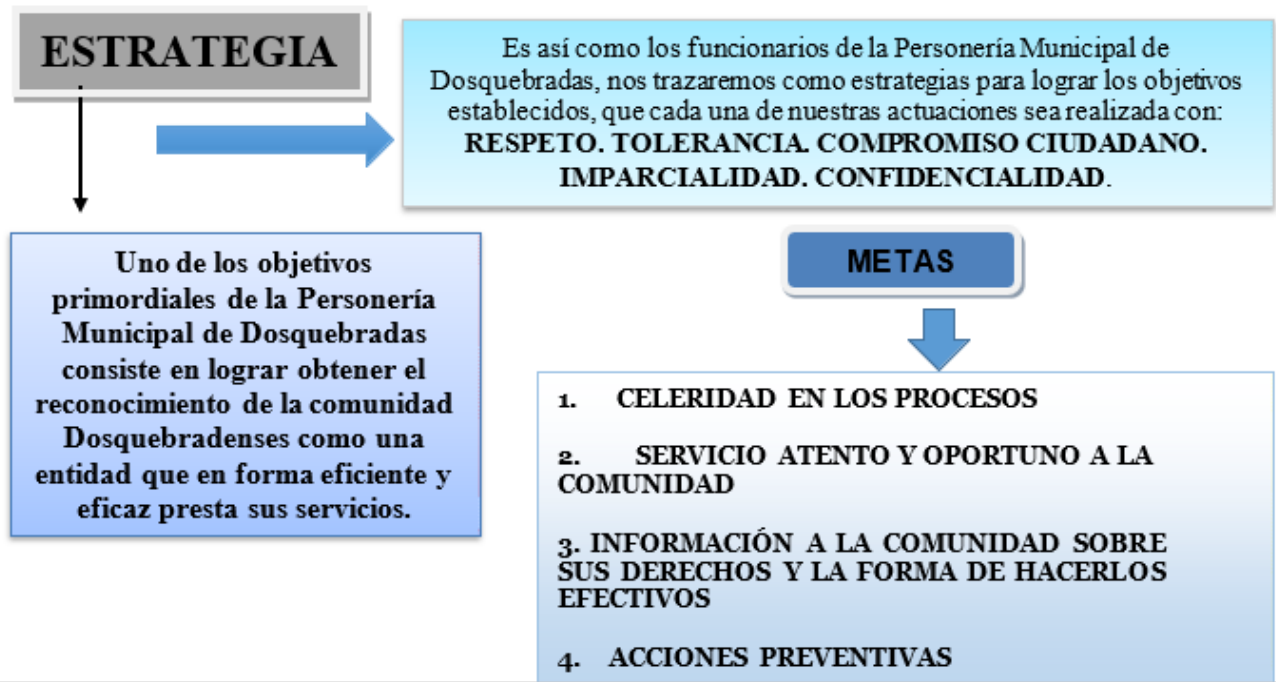 ESTRATEGIA
Es así como los funcionarios de la Personería Municipal de
Dosquebradas, nos trazaremos como estrategias para lograr los objetivos
establecidos, que cada una de nuestras actuaciones sea realizada con:
RESPETO. TOLERANCIA. COMPROMISO CIUDADANO.
IMPARCIALIDAD. CONFIDENCIALIDAD.
Uno de los objetivos
primordiales de la Personería
Municipal de Dosquebradas
consiste en lograr obtener el
reconocimiento de la comunidad
Dosquebradenses como una
entidad que en forma eficiente y
eficaz presta sus servicios.
METAS
1. CELERIDAD EN LOS PROCESOS
2. SERVICIO ATENTO Y OPORTUNO A LA
COMUNIDAD
3. INFORMACIÓN A LA COMUNIDAD SOBRE
SUS DERECHOS Y LA FORMA DE HACERLOS
EFECTIVOS
4. ACCIONES PREVENTIVAS